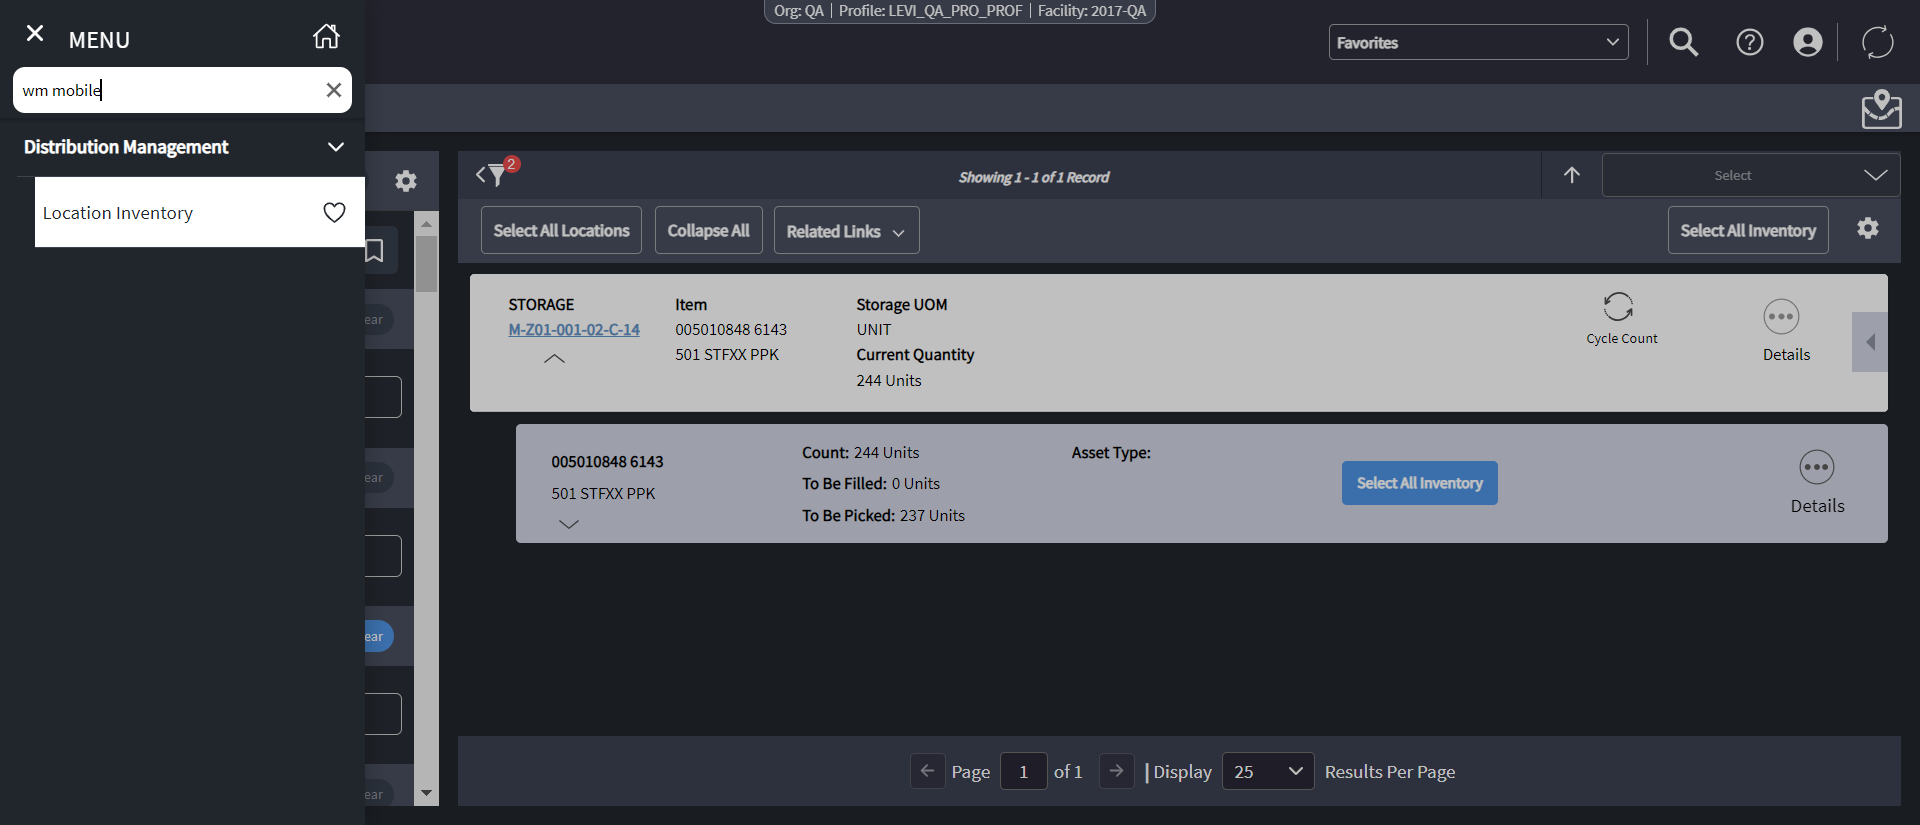 Org: QA | Profile: LEVI_QA_PRO_PROF | Facility: 2017-QA
MENU
Favorites
wm mobile
Distribution Management
Location Inventory
2
Showing 1 - 1 of 1 Record
Select
Select All Locations
Collapse All
Related Links
Select All Inventory
ear
ear
ear
ear
STORAGE
M-Z01-001-02-C-14
Item
005010848 6143
501 STFXX PPK
Storage UOM
UNIT
Current Quantity
244 Units
Cycle Count
Details
005010848 6143
501 STFXX PPK
Count: 244 Units
To Be Filled: 0 Units
To Be Picked: 237 Units
Asset Type:
Select All Inventory
Details
Page 1 of 1 | Display 25 Results Per Page